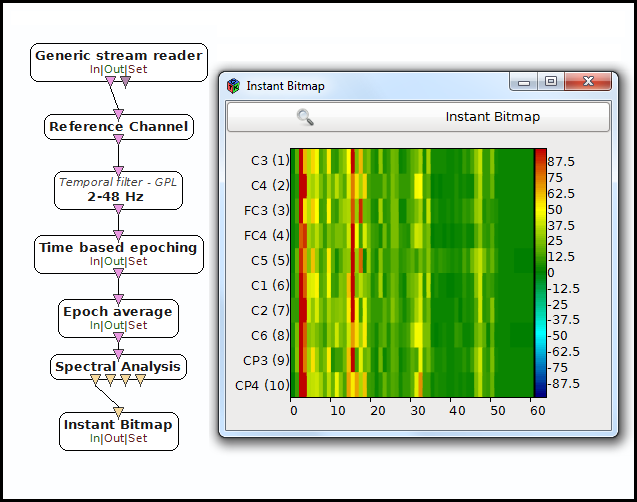 Generic stream reader
In|Out|Set
Reference Channel
Temporal filter - GPL
2-48 Hz
Time based epoching
In|Out|Set
Epoch average
In|Out|Set
Spectral Analysis
Instant Bitmap
In|Out|Set
Instant Bitmap
Instant Bitmap
C3 (1)
C4 (2)
FC3 (3)
FC4 (4)
C5 (5)
C1 (6)
C2 (7)
C6 (8)
CP3 (9)
CP4 (10)
0 10 20 30 40 50 60
87.5
75
62.5
50
37.5
25
12.5
0
-12.5
-25
-37.5
50
-62.5
-75
-87.5